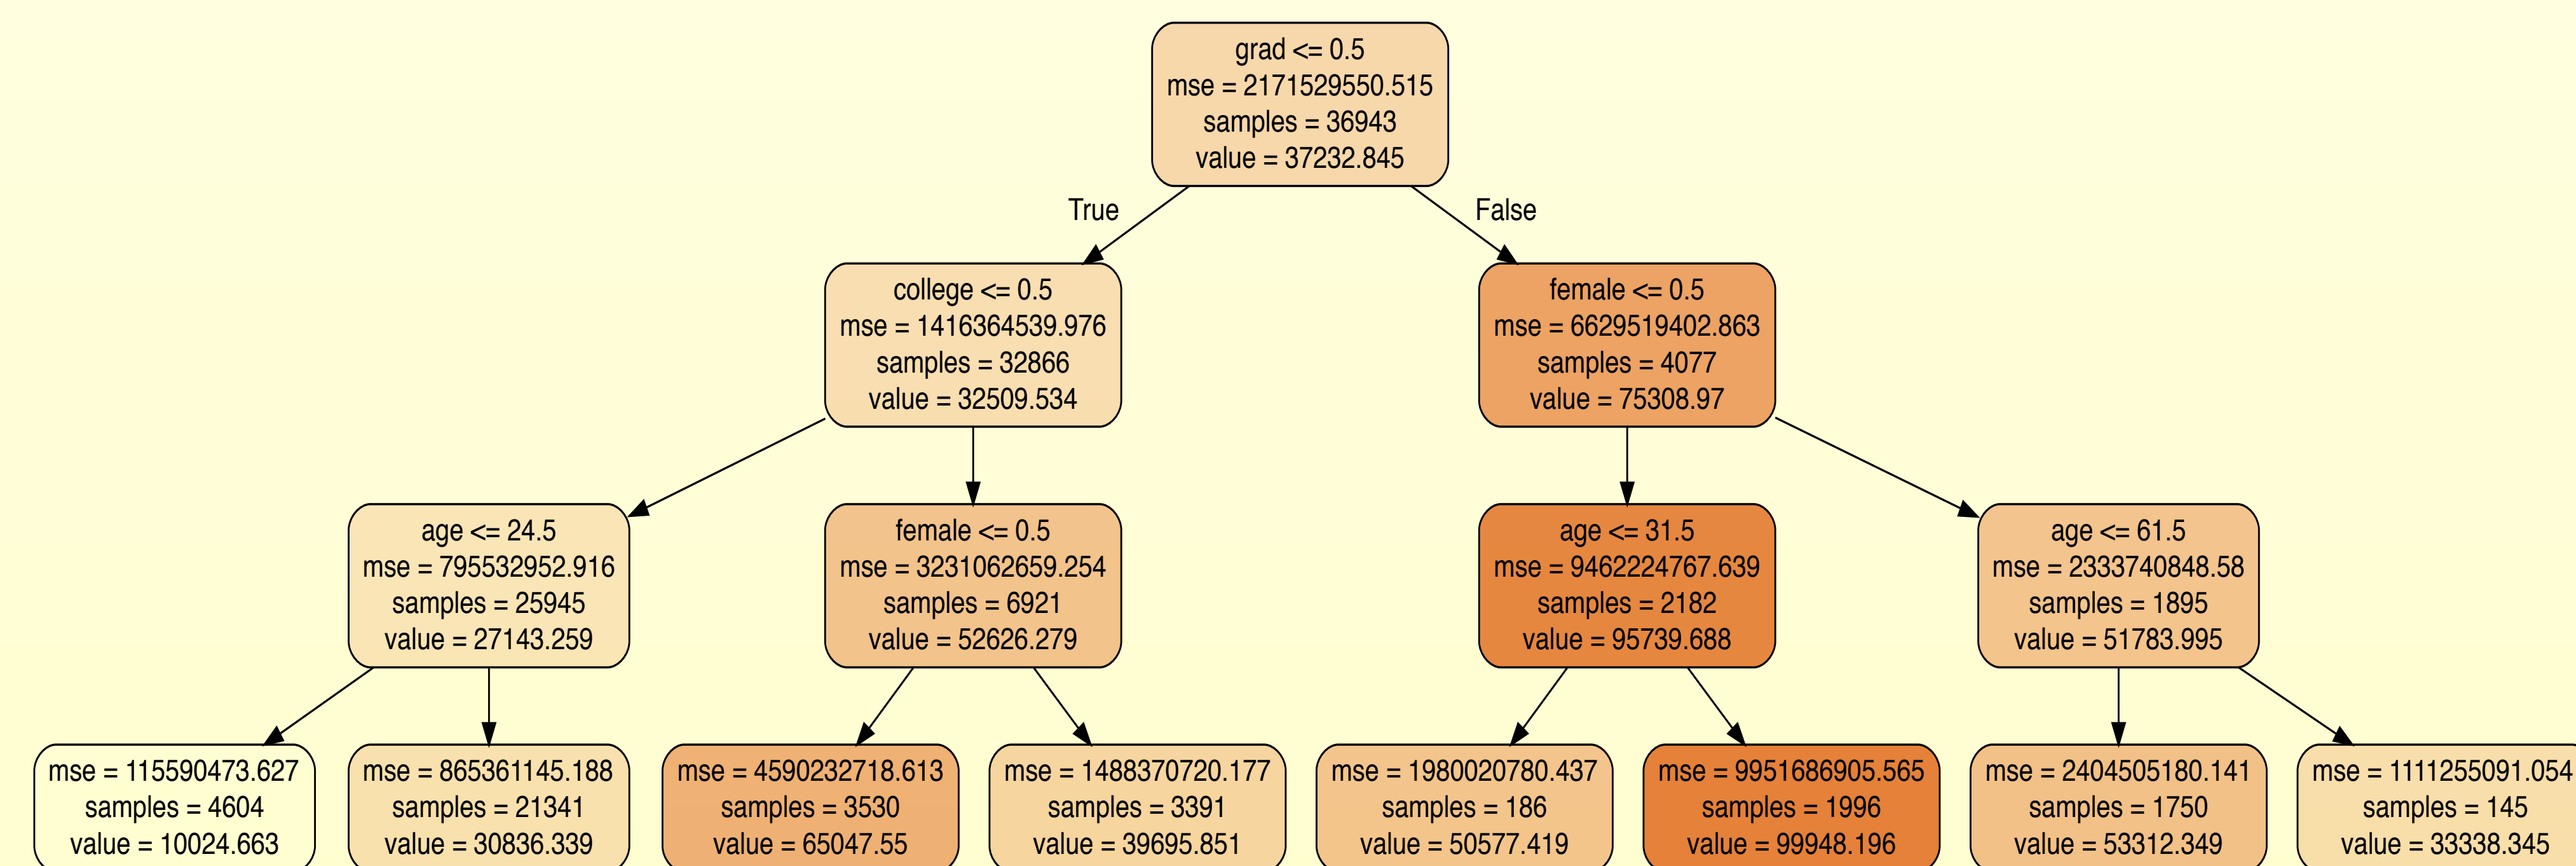 grad <= 0.5
mse = 2171529550.515
samples = 36943
value = 37232.845
True
False
college <= 0.5
mse = 1416364539.976
samples = 32866
value = 32509.534
female <= 0.5
mse = 6629519402.863
samples = 4077
value = 75308.97
age <= 24.5
mse = 795532952.916
samples = 25945
value = 27143.259
female <= 0.5
mse = 3231062659.254
samples = 6921
value = 52626.279
age <= 31.5
mse = 9462224767.639
samples = 2182
value = 95739.688
age <= 61.5
mse = 2333740848.58
samples = 1895
value = 51783.995
mse = 115590473.627
samples = 4604
value = 10024.663
mse = 865361145.188
samples = 21341
value = 30836.339
mse = 4590232718.613
samples = 3530
value = 65047.55
mse = 1488370720.177
samples = 3391
value = 39695.851
mse = 1980020780.437
samples = 186
value = 50577.419
mse = 9951686905.565
samples = 1996
value = 99948.196
mse = 2404505180.141
samples = 1750
value = 53312.349
mse = 1111255091.054
samples = 145
value = 33338.345